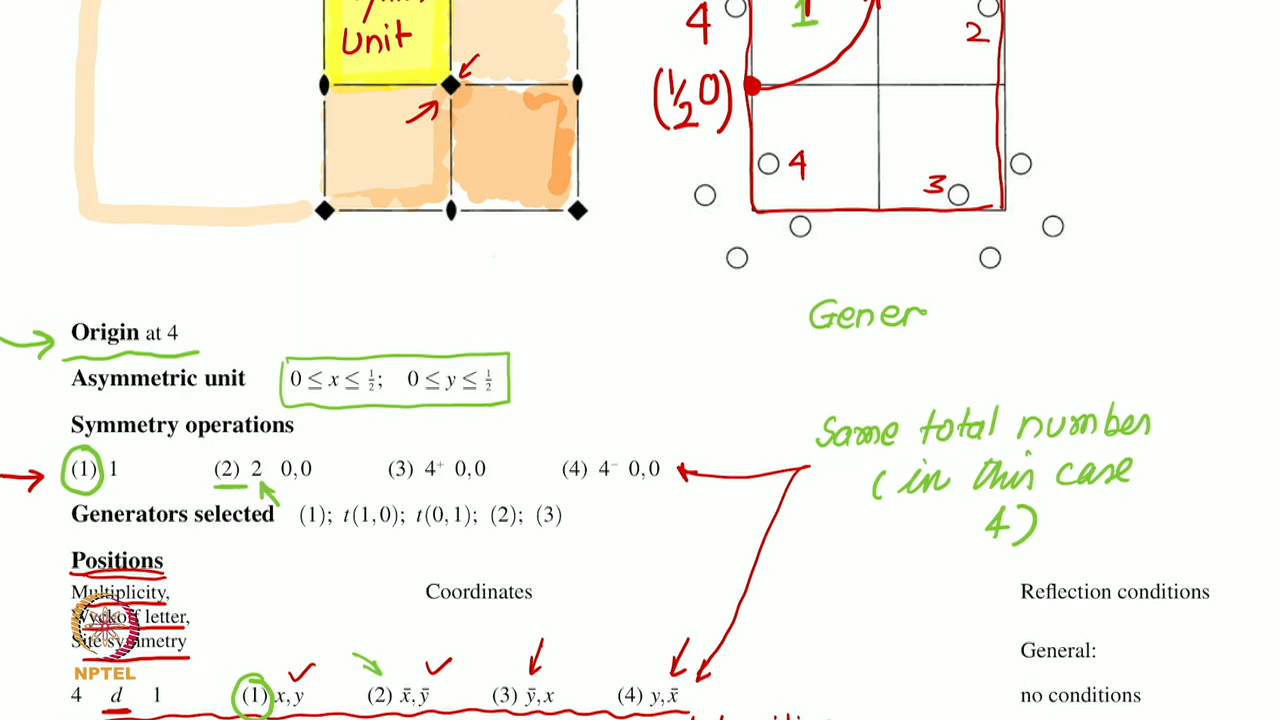 Unit
4
1
2
(½0)
4
3
Gener
Origin at 4
Asymmetric unit 0 ≤ x ≤ ½; 0 ≤ y ≤ ½
Symmetry operations
(1) 1 (2) 2 0,0 (3) 4⁺ 0,0 (4) 4⁻ 0,0
Same total number
(in this case
4)
Generators selected (1); t(1,0); t(0,1); (2); (3)
Positions
Multiplicity,
Wyckoff letter,
Site symmetry
Coordinates
Reflection conditions
General:
NPTEL
4 d 1 (1) x,y (2) x̄,ȳ (3) ȳ,x (4) y,x̄ no conditions